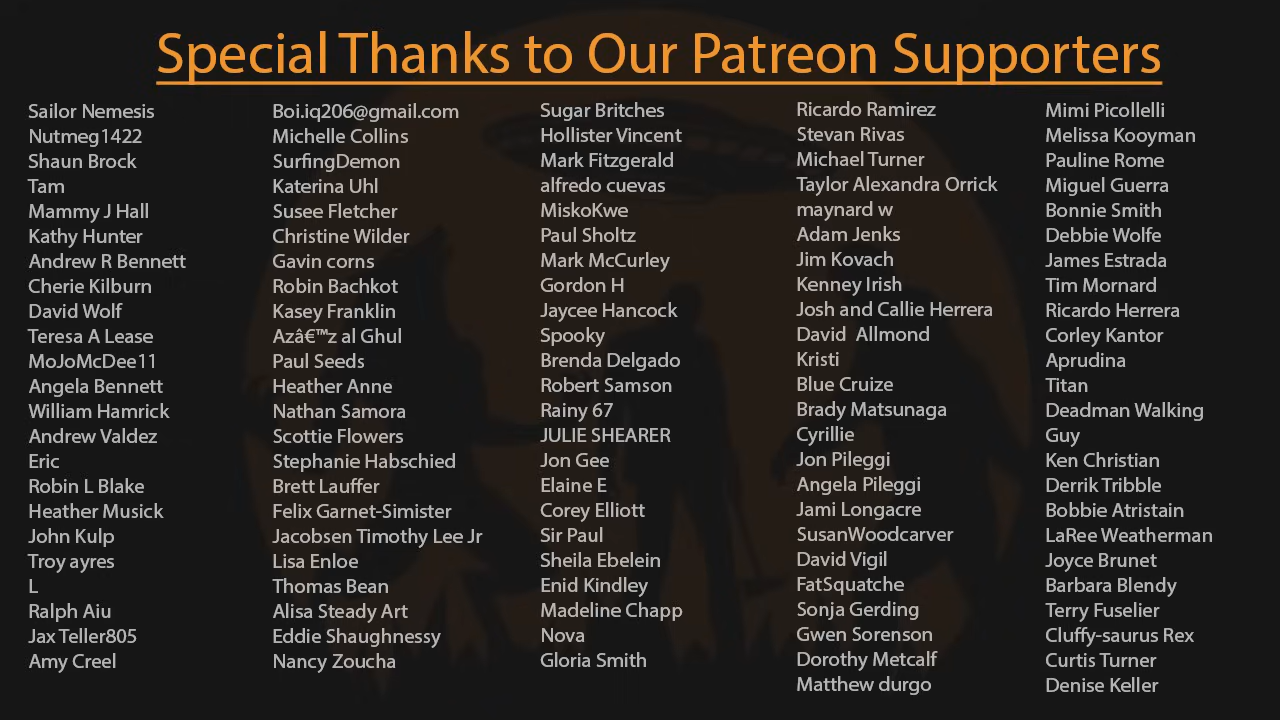 Special Thanks to Our Patreon Supporters
Sailor Nemesis
Nutmeg1422
Shaun Brock
Tam
Mammy J Hall
Kathy Hunter
Andrew R Bennett
Cherie Kilburn
David Wolf
Teresa A Lease
MoJoMcDee11
Angela Bennett
William Hamrick
Andrew Valdez
Eric
Robin L Blake
Heather Musick
John Kulp
Troy ayres
L
Ralph Aiu
Jax Teller805
Amy Creel
Boi.iq206@gmail.com
Michelle Collins
SurfingDemon
Katerina Uhl
Susee Fletcher
Christine Wilder
Gavin corns
Robin Bachkot
Kasey Franklin
Azâ€™z al Ghul
Paul Seeds
Heather Anne
Nathan Samora
Scottie Flowers
Stephanie Habschied
Brett Lauffer
Felix Garnet-Simister
Jacobsen Timothy Lee Jr
Lisa Enloe
Thomas Bean
Alisa Steady Art
Eddie Shaughnessy
Nancy Zoucha
Sugar Britches
Hollister Vincent
Mark Fitzgerald
alfredo cuevas
MiskoKwe
Paul Sholtz
Mark McCurley
Gordon H
Jaycee Hancock
Spooky
Brenda Delgado
Robert Samson
Rainy 67
JULIE SHEARER
Jon Gee
Elaine E
Corey Elliott
Sir Paul
Sheila Ebelein
Enid Kindley
Madeline Chapp
Nova
Gloria Smith
Ricardo Ramirez
Stevan Rivas
Michael Turner
Taylor Alexandra Orrick
maynard w
Adam Jenks
Jim Kovach
Kenney Irish
Josh and Callie Herrera
David  Allmond
Kristi
Blue Cruize
Brady Matsunaga
Cyrillie
Jon Pileggi
Angela Pileggi
Jami Longacre
SusanWoodcarver
David Vigil
FatSquatche
Sonja Gerding
Gwen Sorenson
Dorothy Metcalf
Matthew durgo
Mimi Picollelli
Melissa Kooyman
Pauline Rome
Miguel Guerra
Bonnie Smith
Debbie Wolfe
James Estrada
Tim Mornard
Ricardo Herrera
Corley Kantor
Aprudina
Titan
Deadman Walking
Guy
Ken Christian
Derrik Tribble
Bobbie Atristain
LaRee Weatherman
Joyce Brunet
Barbara Blendy
Terry Fuselier
Cluffy-saurus Rex
Curtis Turner
Denise Keller